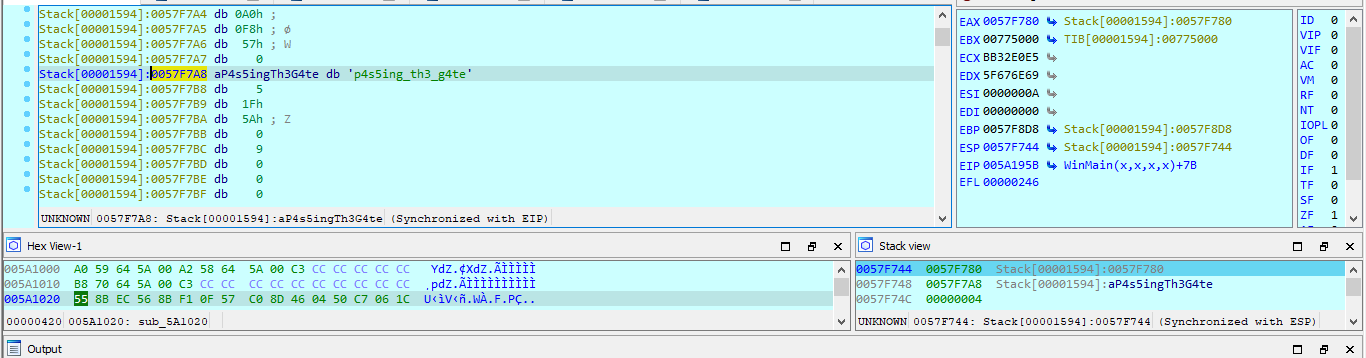 Stack[00001594]:0057F7A4 db 0A0h ;
Stack[00001594]:0057F7A5 db 0F8h ; ø
Stack[00001594]:0057F7A6 db 57h ; W
Stack[00001594]:0057F7A7 db 0
Stack[00001594]:0057F7A8 aP4s5ingTh3G4te db 'p4s5ing_th3_g4te'
Stack[00001594]:0057F7B8 db 5
Stack[00001594]:0057F7B9 db 1Fh
Stack[00001594]:0057F7BA db 5Ah ; Z
Stack[00001594]:0057F7BB db 0
Stack[00001594]:0057F7BC db 9
Stack[00001594]:0057F7BD db 0
Stack[00001594]:0057F7BE db 0
Stack[00001594]:0057F7BF db 0
UNKNOWN 0057F7A8: Stack[00001594]:aP4s5ingTh3G4te (Synchronized with EIP)
EAX 0057F780 Stack[00001594]:0057F780
EBX 00775000 TIB[00001594]:00775000
ECX BB32E0E5
EDX 5F676E69
ESI 0000000A
EDI 00000000
EBP 0057F8D8 Stack[00001594]:0057F8D8
ESP 0057F744 Stack[00001594]:0057F744
EIP 005A195B WinMain(x,x,x,x)+7B
EFL 00000246
ID 0
VIP 0
VIF 0
AC 0
VM 0
RF 0
NT 0
IOPL 0
OF 0
DF 0
IF 1
TF 0
SF 0
ZF 1
Hex View-1
005A1000 A0 59 64 5A 00 A2 58 64 5A 00 C3 CC CC CC CC CC  YdZ.¢XdZ.ÃÌÌÌÌÌ
005A1010 B8 70 64 5A 00 C3 CC CC CC CC CC CC CC CC CC CC ¸pdZ.ÃÌÌÌÌÌÌÌÌÌÌ
005A1020 55 8B EC 56 8B F1 0F 57 C0 8D 46 04 50 C7 06 1C U‹ìV‹ñ.WÀ.F.PÇ..
00000420 005A1020: sub_5A1020
Stack view
0057F744 0057F780 Stack[00001594]:0057F780
0057F748 0057F7A8 Stack[00001594]:aP4s5ingTh3G4te
0057F74C 00000004
UNKNOWN 0057F744: Stack[00001594]:0057F744 (Synchronized with ESP)
Output